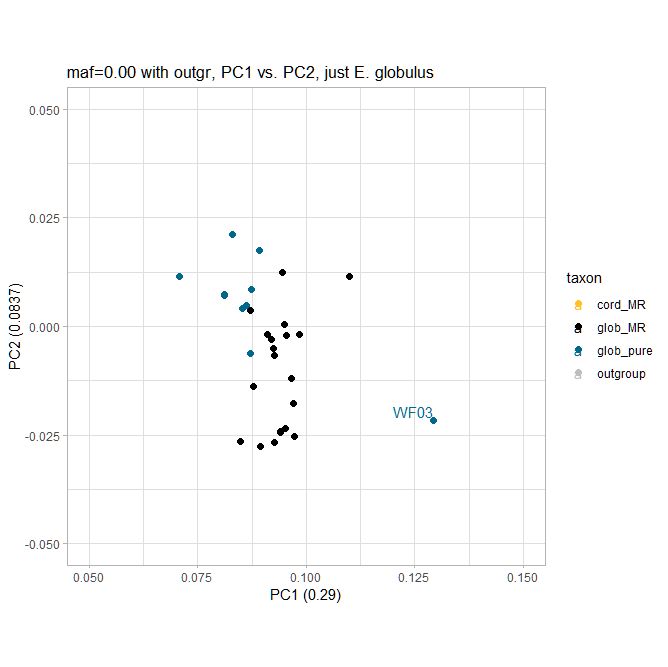 maf=0.00 with outgr, PC1 vs. PC2, just E. globulus
0.050
0.025
0.000
-0.025
-0.050
PC2 (0.0837)
WF03
0.050
0.075
0.100
0.125
0.150
PC1 (0.29)
taxon
a cord_MR
a glob_MR
a glob_pure
a outgroup